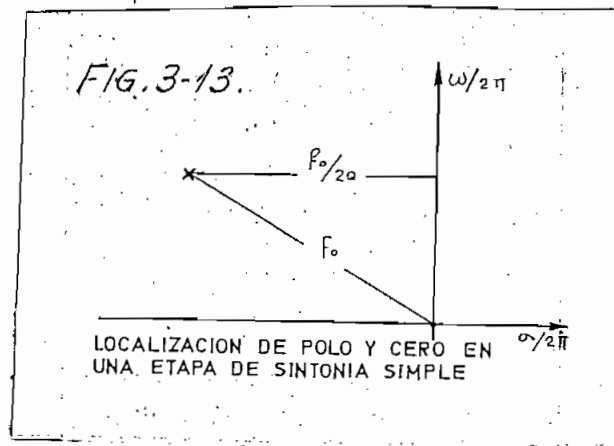 FIG. 3-13.
ω/2π
f₀/2Q
F₀
σ/2π
LOCALIZACION DE POLO Y CERO EN
UNA ETAPA DE SINTONIA SIMPLE